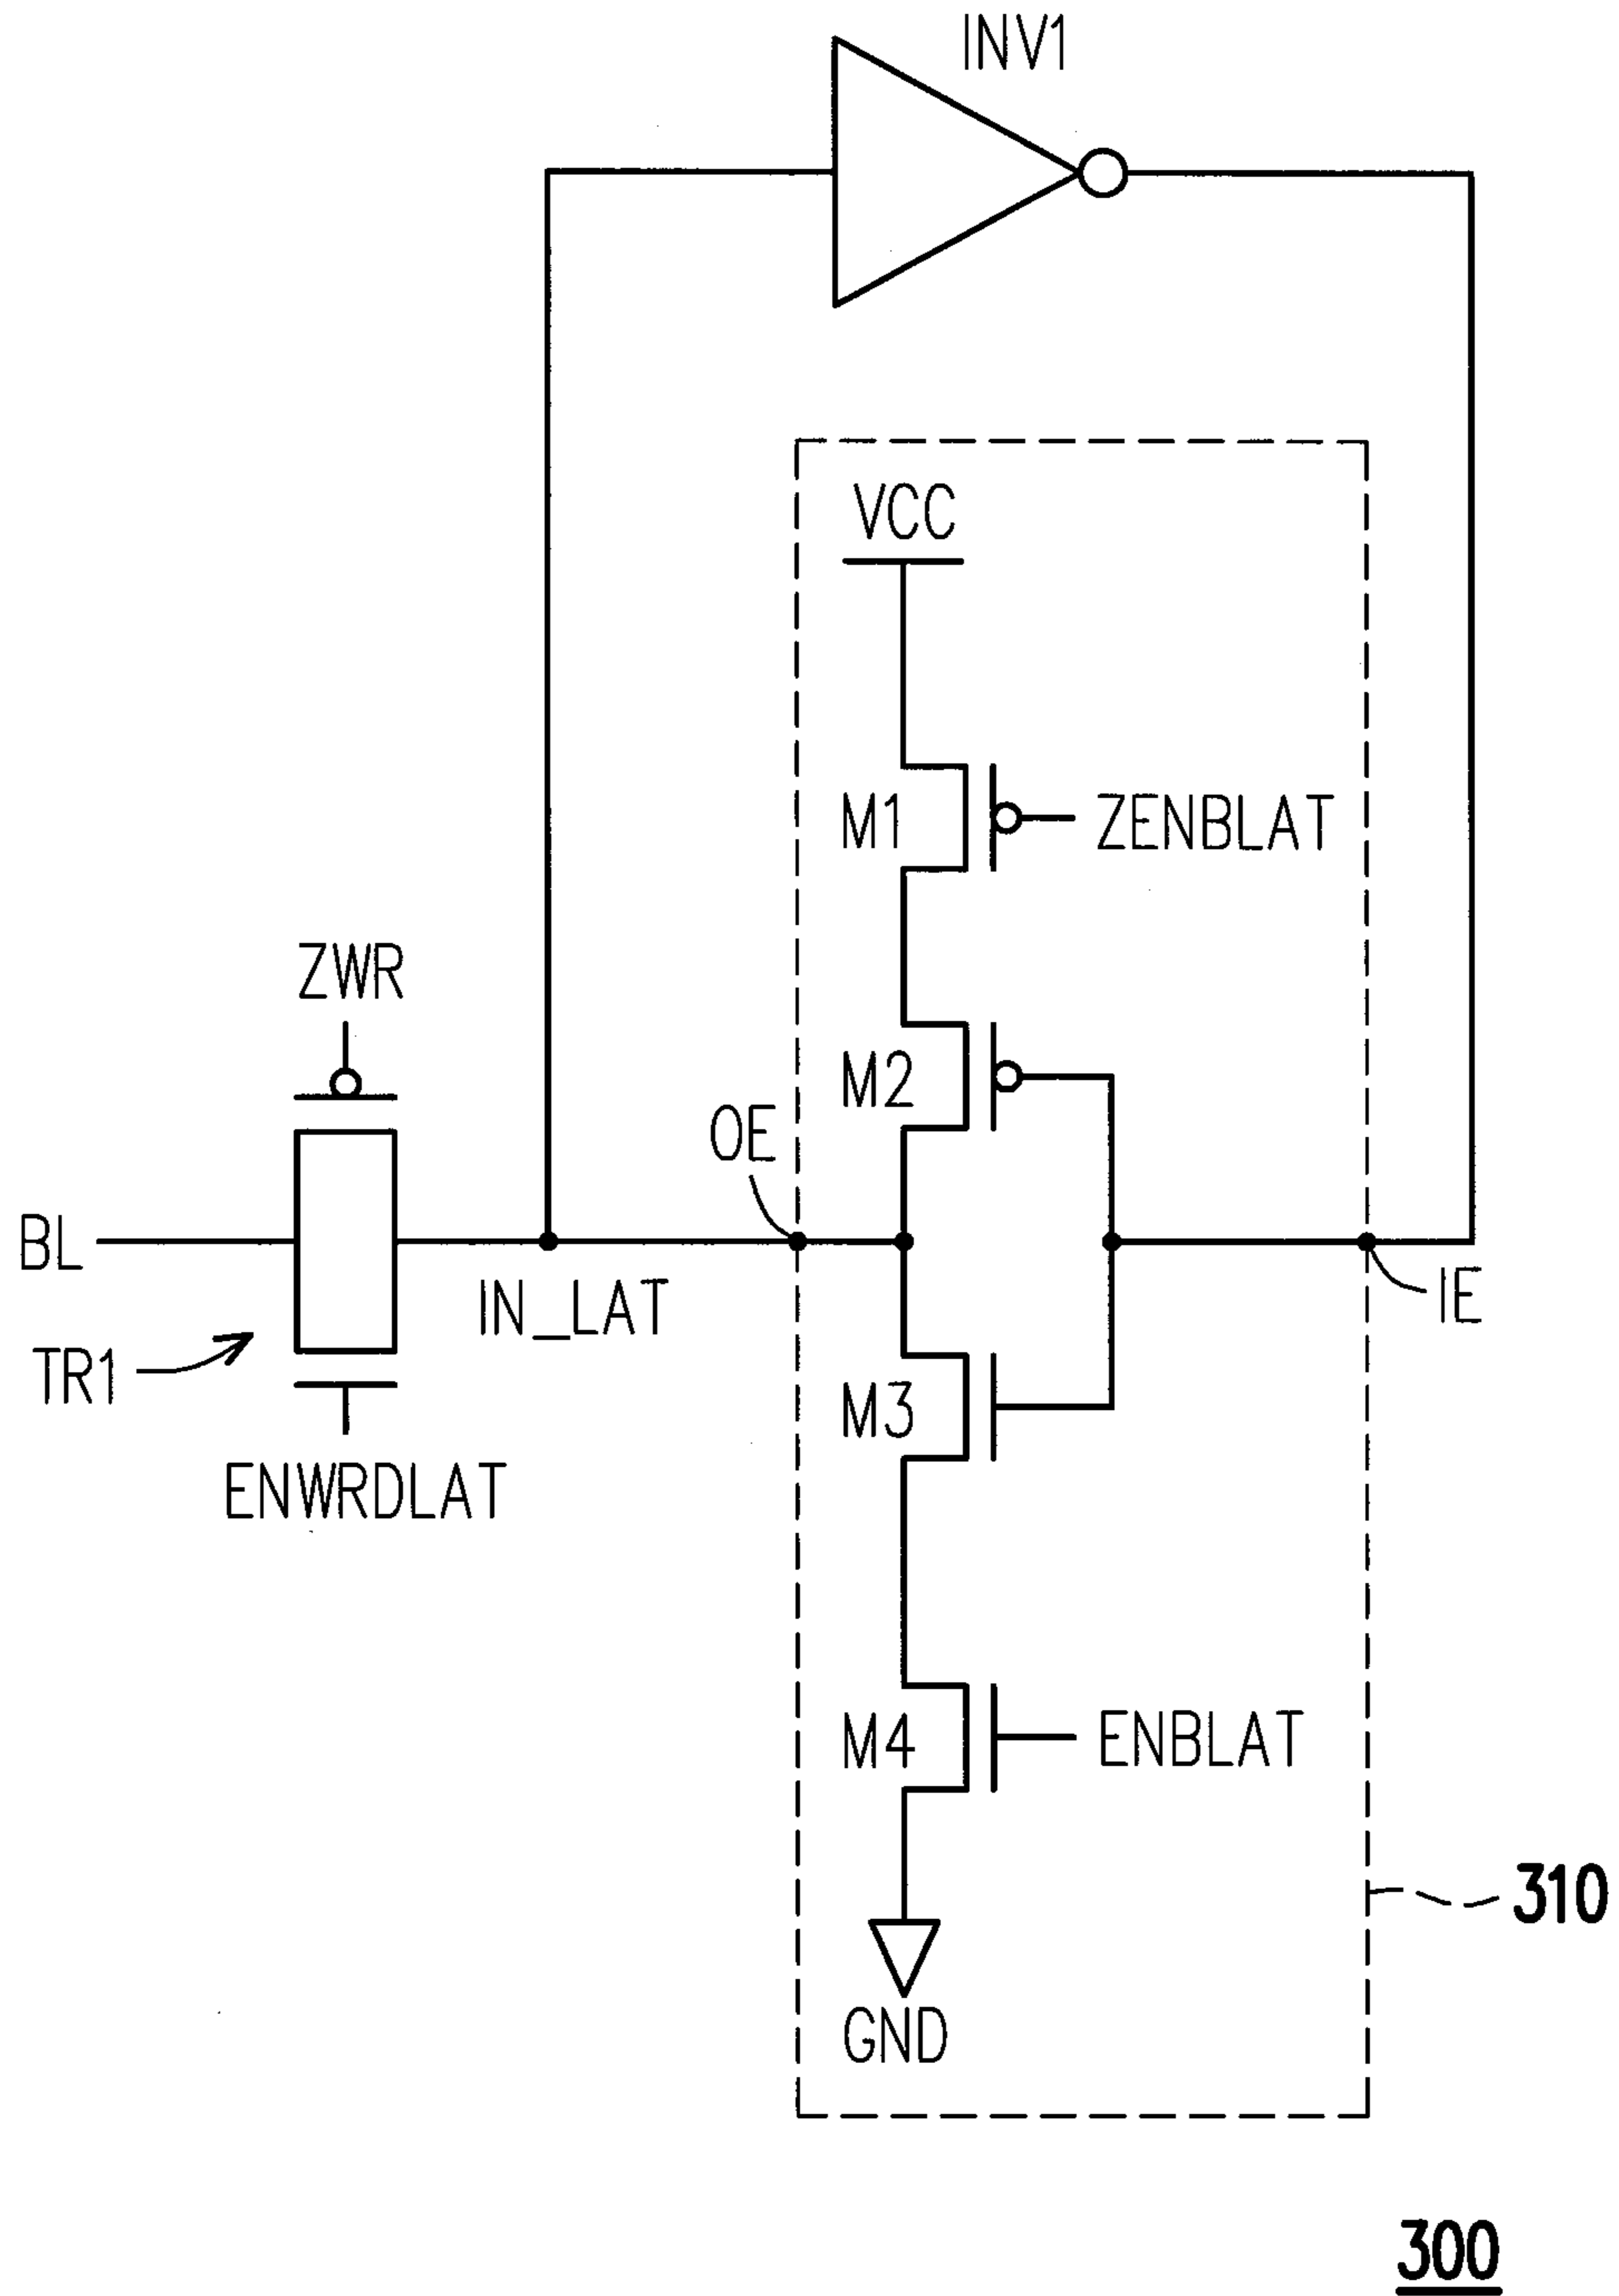 INV1
VCC
M1
ZENBLAT
ZWR
M2
OE
BL
IN_LAT
IE
TR1
M3
ENWRDLAT
M4
ENBLAT
310
GND
300